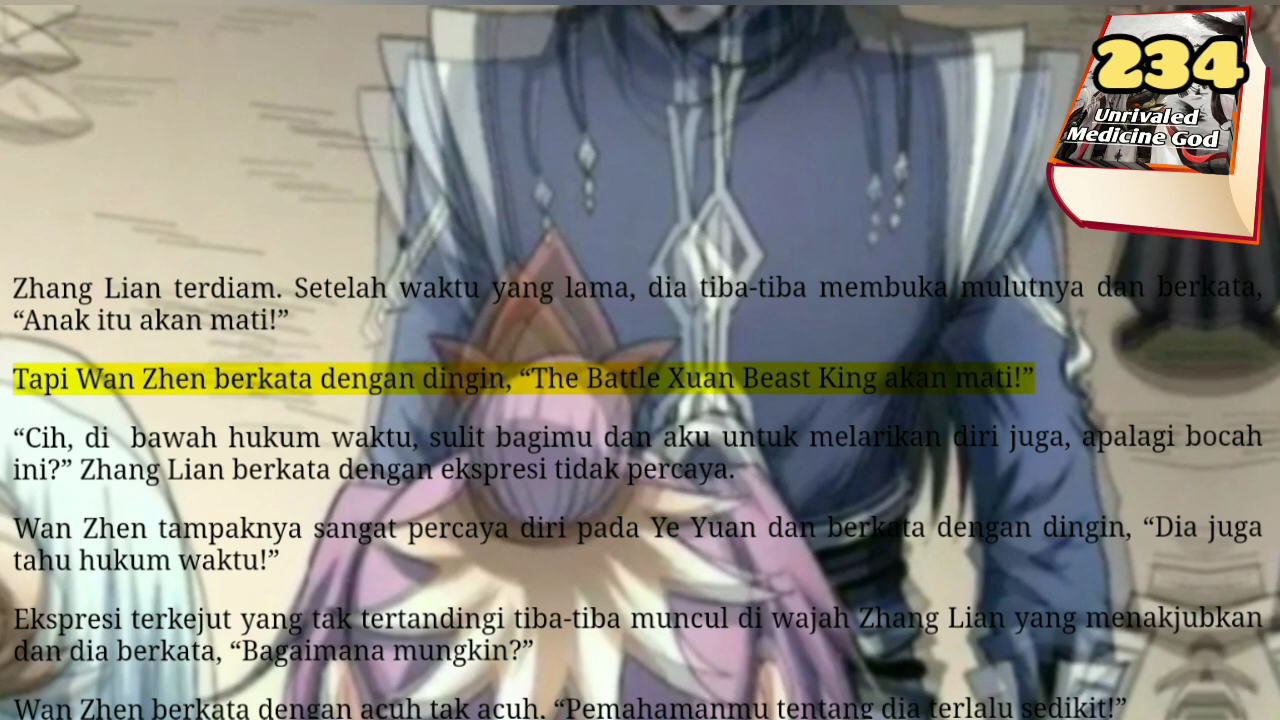 234
Unrivaled
Medicine God
Zhang Lian terdiam. Setelah waktu yang lama, dia tiba-tiba membuka mulutnya dan berkata,
“Anak itu akan mati!”
Tapi Wan Zhen berkata dengan dingin, “The Battle Xuan Beast King akan mati!”
“Cih, di bawah hukum waktu, sulit bagimu dan aku untuk melarikan diri juga, apalagi bocah
ini?” Zhang Lian berkata dengan ekspresi tidak percaya.
Wan Zhen tampaknya sangat percaya diri pada Ye Yuan dan berkata dengan dingin, “Dia juga
tahu hukum waktu!”
Ekspresi terkejut yang tak tertandingi tiba-tiba muncul di wajah Zhang Lian yang menakjubkan
dan dia berkata, “Bagaimana mungkin?”
Wan Zhen berkata dengan acuh tak acuh, “Pemahamanmu tentang dia terlalu sedikit!”